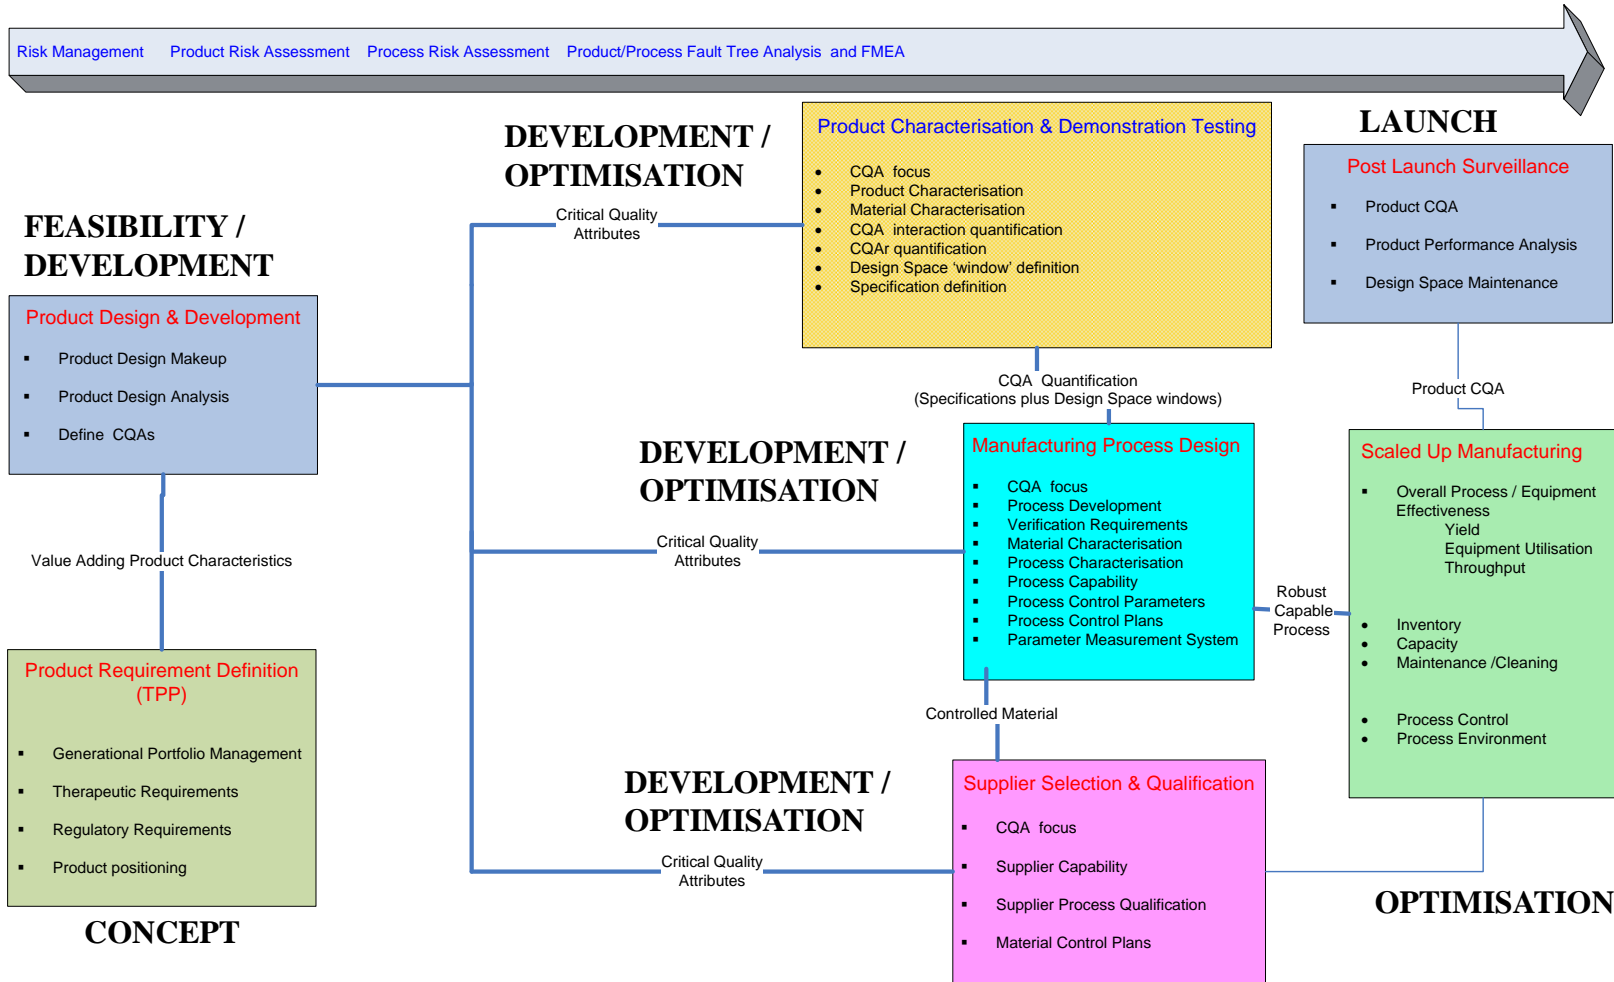 Risk Management Product Risk Assessment Process Risk Assessment Product/Process Fault Tree Analysis and FMEA
FEASIBILITY /
DEVELOPMENT
Product Design & Development
Product Design Makeup
Product Design Analysis
Define CQAs
Value Adding Product Characteristics
Product Requirement Definition
(TPP)
Generational Portfolio Management
Therapeutic Requirements
Regulatory Requirements
Product positioning
CONCEPT
DEVELOPMENT /
OPTIMISATION
Critical Quality
Attributes
Product Characterisation & Demonstration Testing
CQA focus
Product Characterisation
Material Characterisation
CQA interaction quantification
CQAr quantification
Design Space ‘window’ definition
Specification definition
CQA Quantification
(Specifications plus Design Space windows)
DEVELOPMENT /
OPTIMISATION
Critical Quality
Attributes
Manufacturing Process Design
CQA focus
Process Development
Verification Requirements
Material Characterisation
Process Characterisation
Process Capability
Process Control Parameters
Process Control Plans
Parameter Measurement System
Controlled Material
DEVELOPMENT /
OPTIMISATION
Critical Quality
Attributes
Supplier Selection & Qualification
CQA focus
Supplier Capability
Supplier Process Qualification
Material Control Plans
Robust
Capable
Process
LAUNCH
Post Launch Surveillance
Product CQA
Product Performance Analysis
Design Space Maintenance
Product CQA
Scaled Up Manufacturing
Overall Process / Equipment
Effectiveness
Yield
Equipment Utilisation
Throughput
Inventory
Capacity
Maintenance /Cleaning
Process Control
Process Environment
OPTIMISATION